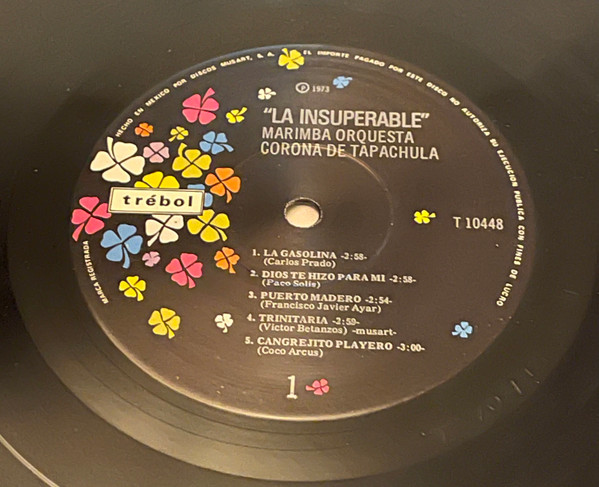 HECHO EN MEXICO POR DISCOS MUSART, S. A. EL IMPORTE PAGADO POR ESTE DISCO NO AUTORIZA SU EJECUCION PUBLICA CON FINES DE LUCRO
℗ 1973
"LA INSUPERABLE"
MARIMBA ORQUESTA
CORONA DE TAPACHULA
trébol
MARCA REGISTRADA
T 10448
1. LA GASOLINA -2:58-
(Carlos Prado)
2. DIOS TE HIZO PARA MI -2:58-
(Paco Solis)
3. PUERTO MADERO -2:54-
(Francisco Javier Ayar)
4. TRINITARIA -2:59-
(Victor Betanzos) -musart-
5. CANGREJITO PLAYERO -3:00-
(Coco Arcus)
1